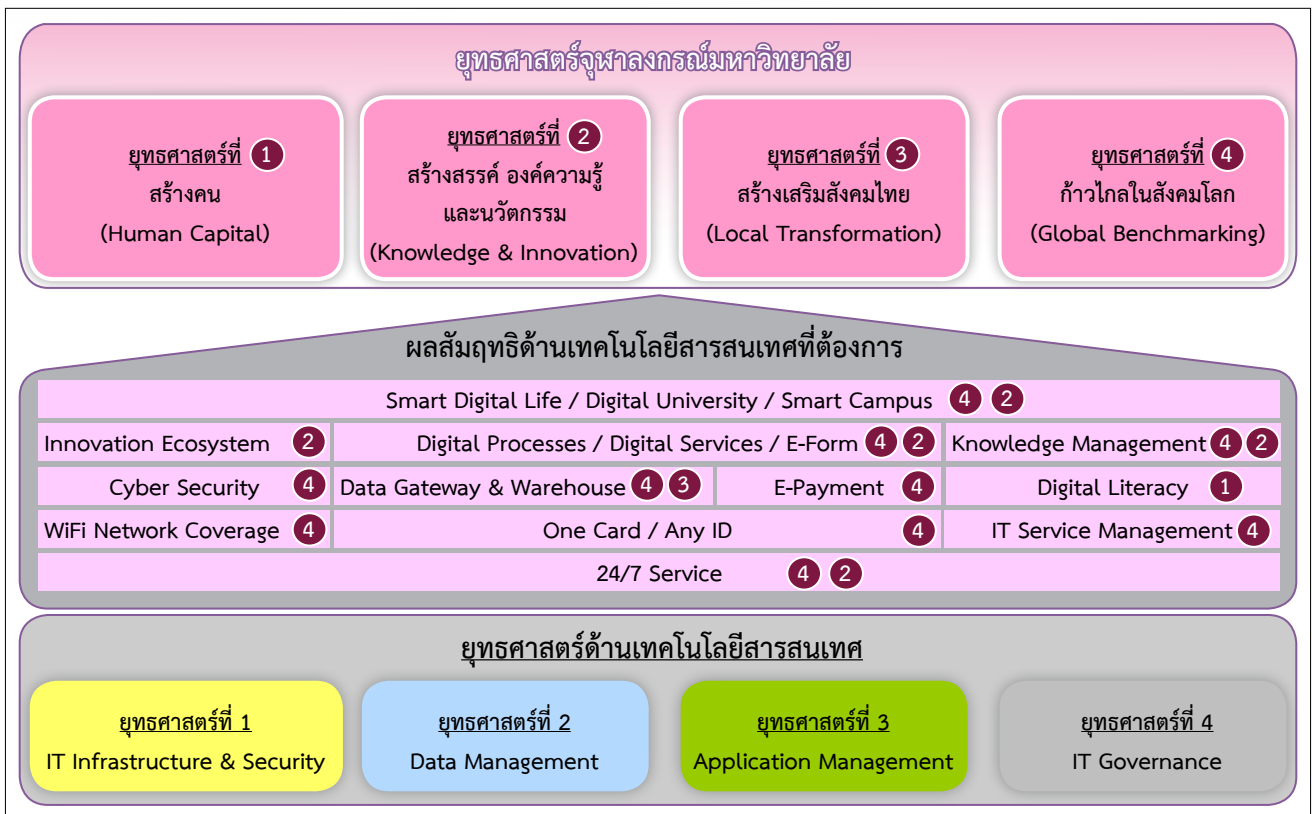 ยุทธศาสตร์จุฬาลงกรณ์มหาวิทยาลัย
ยุทธศาสตร์ที่ 1
สร้างคน
(Human Capital)
ยุทธศาสตร์ที่ 2
สร้างสรรค์ องค์ความรู้
และนวัตกรรม
(Knowledge & Innovation)
ยุทธศาสตร์ที่ 3
สร้างเสริมสังคมไทย
(Local Transformation)
ยุทธศาสตร์ที่ 4
ก้าวไกลในสังคมโลก
(Global Benchmarking)
ผลสัมฤทธิด้านเทคโนโลยีสารสนเทศที่ต้องการ
Smart Digital Life / Digital University / Smart Campus 4 2
Innovation Ecosystem 2
Digital Processes / Digital Services / E-Form 4 2
Knowledge Management 4 2
Cyber Security 4
Data Gateway & Warehouse 4 3
E-Payment 4
Digital Literacy 1
WiFi Network Coverage 4
One Card / Any ID 4
IT Service Management 4
24/7 Service 4 2
ยุทธศาสตร์ด้านเทคโนโลยีสารสนเทศ
ยุทธศาสตร์ที่ 1
IT Infrastructure & Security
ยุทธศาสตร์ที่ 2
Data Management
ยุทธศาสตร์ที่ 3
Application Management
ยุทธศาสตร์ที่ 4
IT Governance